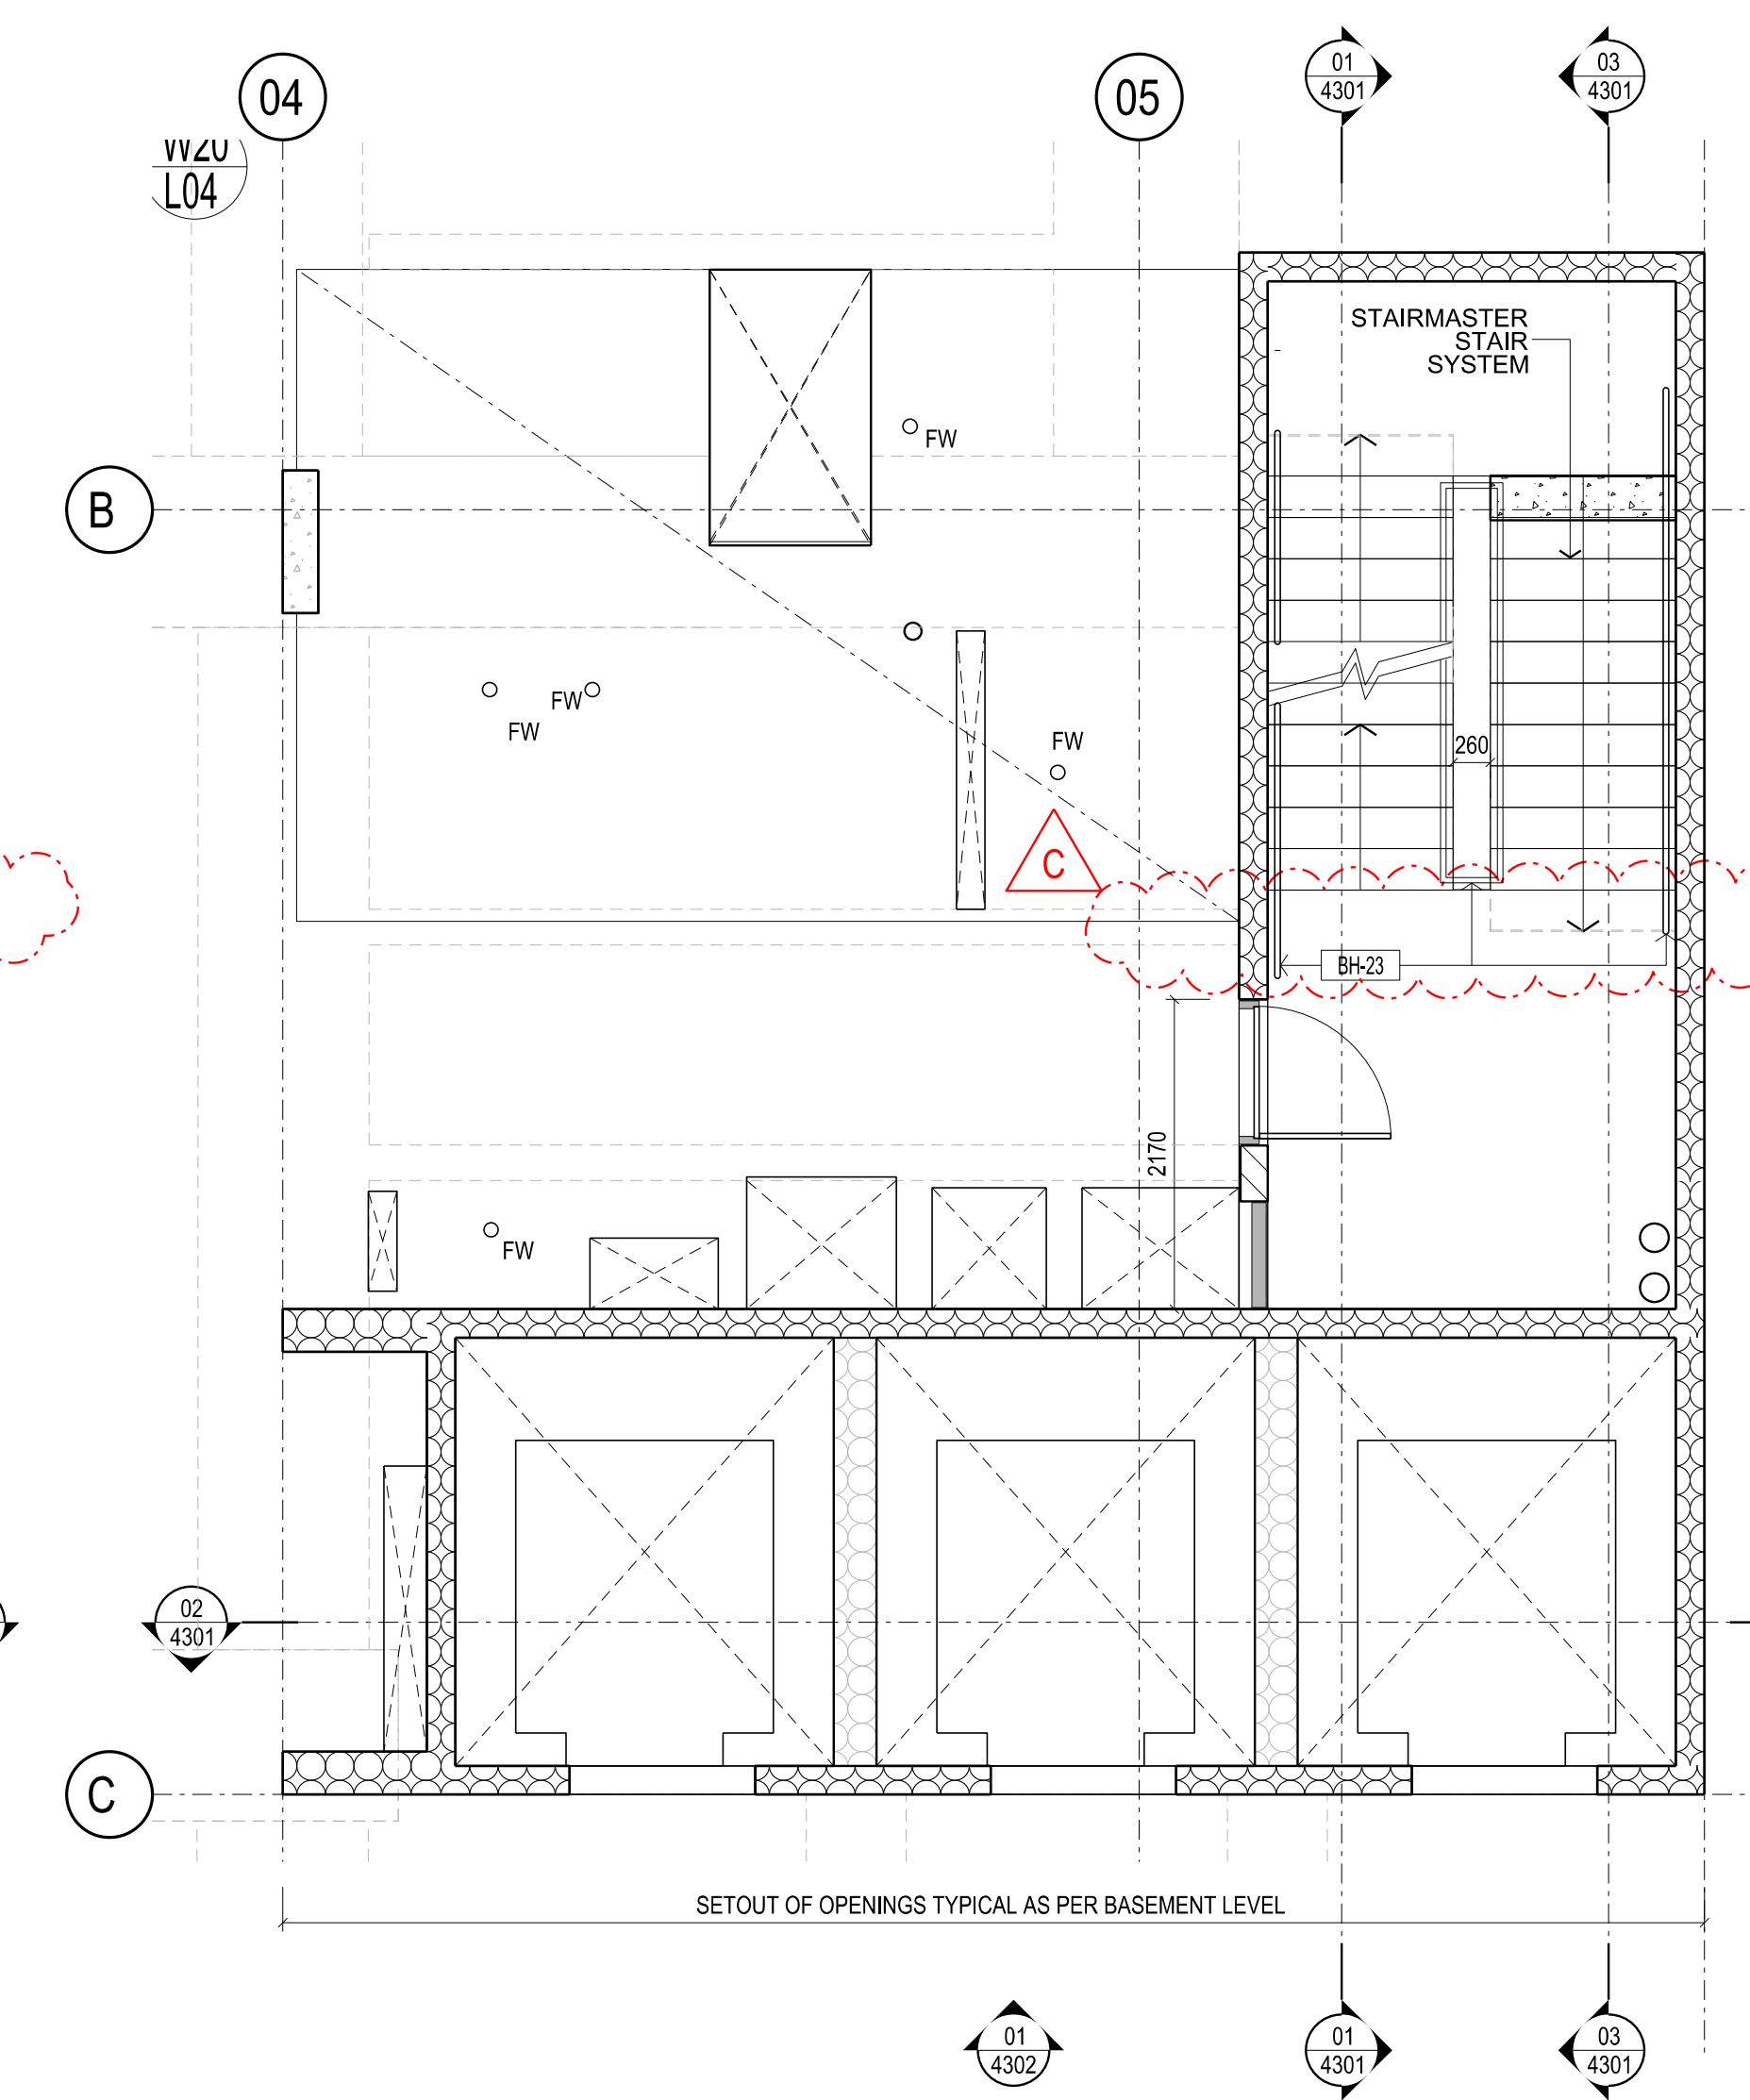 01
4301
03
4301
04
05
L04
STAIRMASTER
STAIR
SYSTEM
FW
B
FW
FW
FW
260
C
BH-23
2170
FW
02
4301
C
SETOUT OF OPENINGS TYPICAL AS PER BASEMENT LEVEL
01
4302
01
4301
03
4301